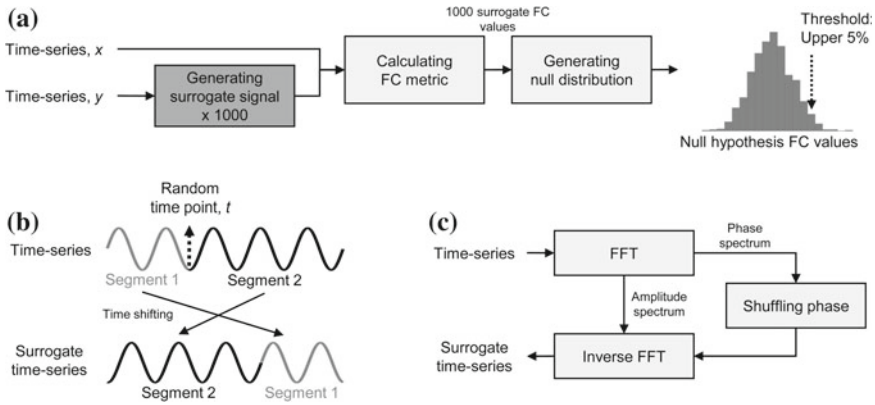 (a)
Time-series, x
Time-series, y
Generating
surrogate signal
x 1000
Calculating
FC metric
1000 surrogate FC
values
Generating
null distribution
Threshold:
Upper 5%
Null hypothesis FC values
(b)
Random
time point, t
Time-series
Segment 1
Segment 2
Time shifting
Surrogate
time-series
Segment 2
Segment 1
(c)
Time-series
FFT
Phase
spectrum
Amplitude
spectrum
Shuffling phase
Surrogate
time-series
Inverse FFT